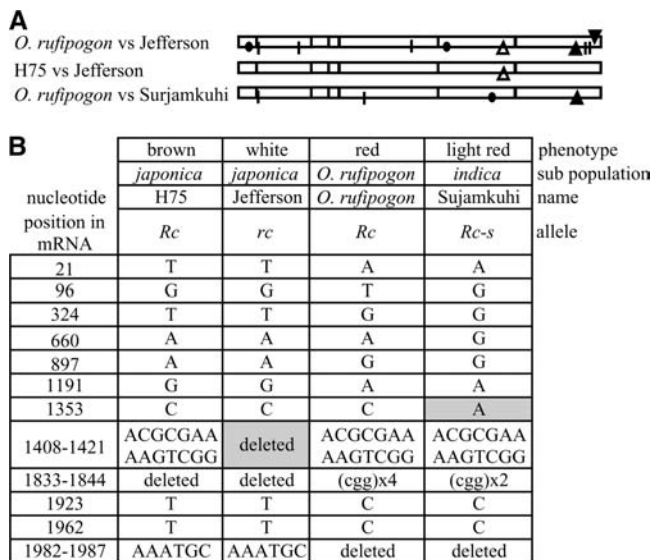 A
O. rufipogon vs Jefferson
H75 vs Jefferson
O. rufipogon vs Surjamkuhi
B
brown white red light red phenotype
japonica japonica O. rufipogon indica sub population
nucleotide position in mRNA H75 Jefferson O. rufipogon Sujamkuhi name
Rc rc Rc Rc-s allele
21 T T A A
96 G G T G
324 T T G G
660 A A A G
897 A A G G
1191 G G A A
1353 C C C A
1408-1421 ACGCGAA AAGTCGG deleted ACGCGAA AAGTCGG ACGCGAA AAGTCGG
1833-1844 deleted deleted (cgg)x4 (cgg)x2
1923 T T C C
1962 T T C C
1982-1987 AAATGC AAATGC deleted deleted